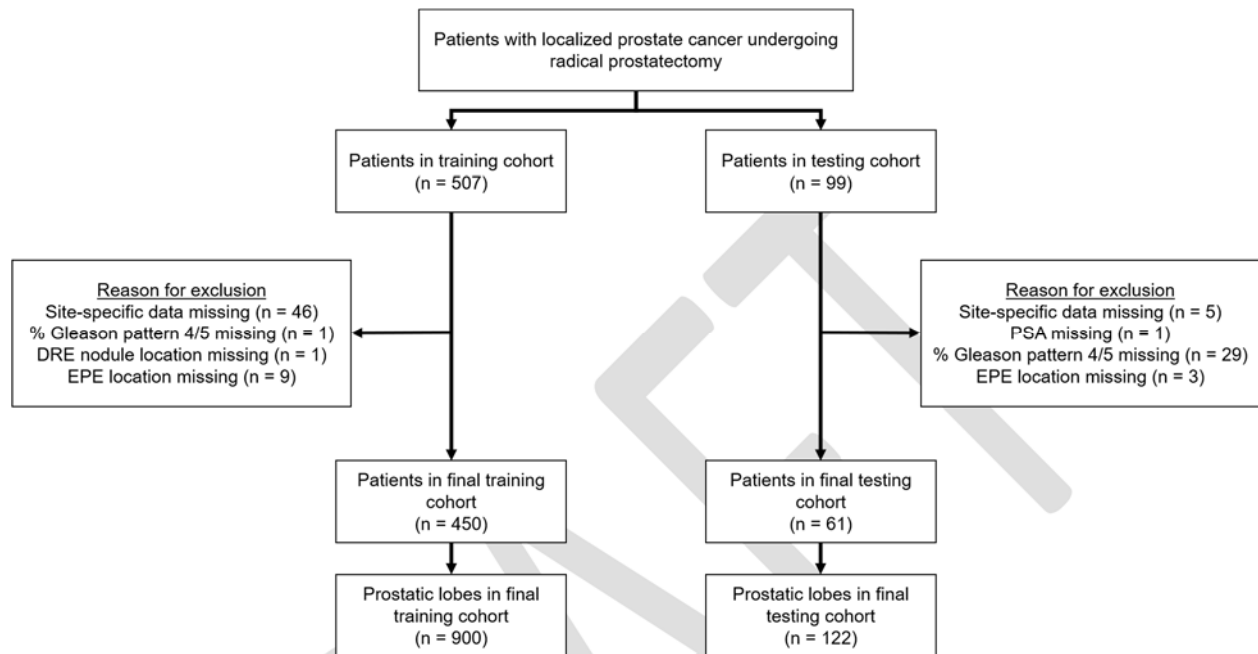 Patients with localized prostate cancer undergoing
radical prostatectomy
Patients in training cohort
(n = 507)
Patients in testing cohort
(n = 99)
Reason for exclusion
Site-specific data missing (n = 46)
% Gleason pattern 4/5 missing (n = 1)
DRE nodule location missing (n = 1)
EPE location missing (n = 9)
Reason for exclusion
Site-specific data missing (n = 5)
PSA missing (n = 1)
% Gleason pattern 4/5 missing (n = 29)
EPE location missing (n = 3)
Patients in final training
cohort
(n = 450)
Patients in final testing
cohort
(n = 61)
Prostatic lobes in final
training cohort
(n = 900)
Prostatic lobes in final
testing cohort
(n = 122)